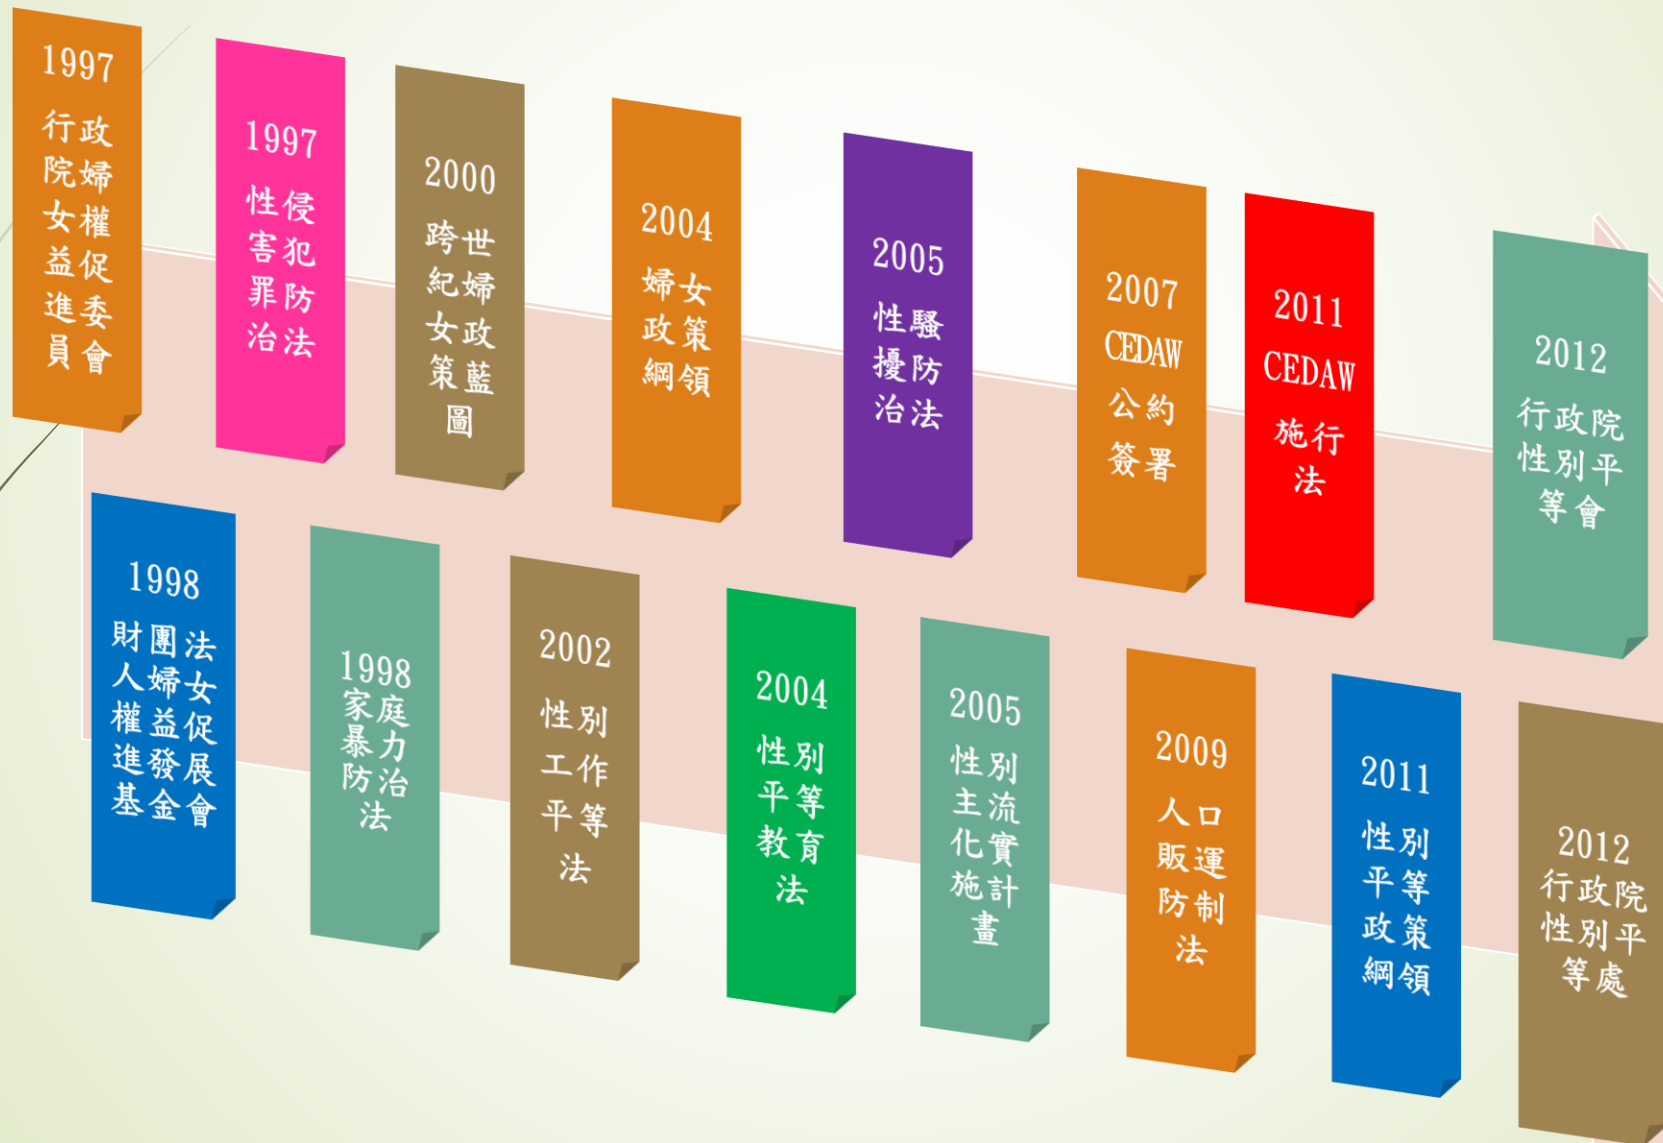 1997
行政
院婦
女權
益促
進委
員會
1997
性侵
害犯
罪防
治法
2000
跨世
紀婦
女政
策藍
圖
2004
婦女
政策
綱領
2005
性騷
擾防
治法
2007
CEDAW
公約
簽署
2011
CEDAW
施行
法
2012
行政院
性別平
等會
1998
財團法
人婦女
權益促
進發展
基金會
1998
家庭
暴力
防治
法
2002
性別
工作
平等
法
2004
性別
平等
教育
法
2005
性別
主流
化實
施計
畫
2009
人口
販運
防制
法
2011
性別
平等
政策
綱領
2012
行政院
性別平
等處